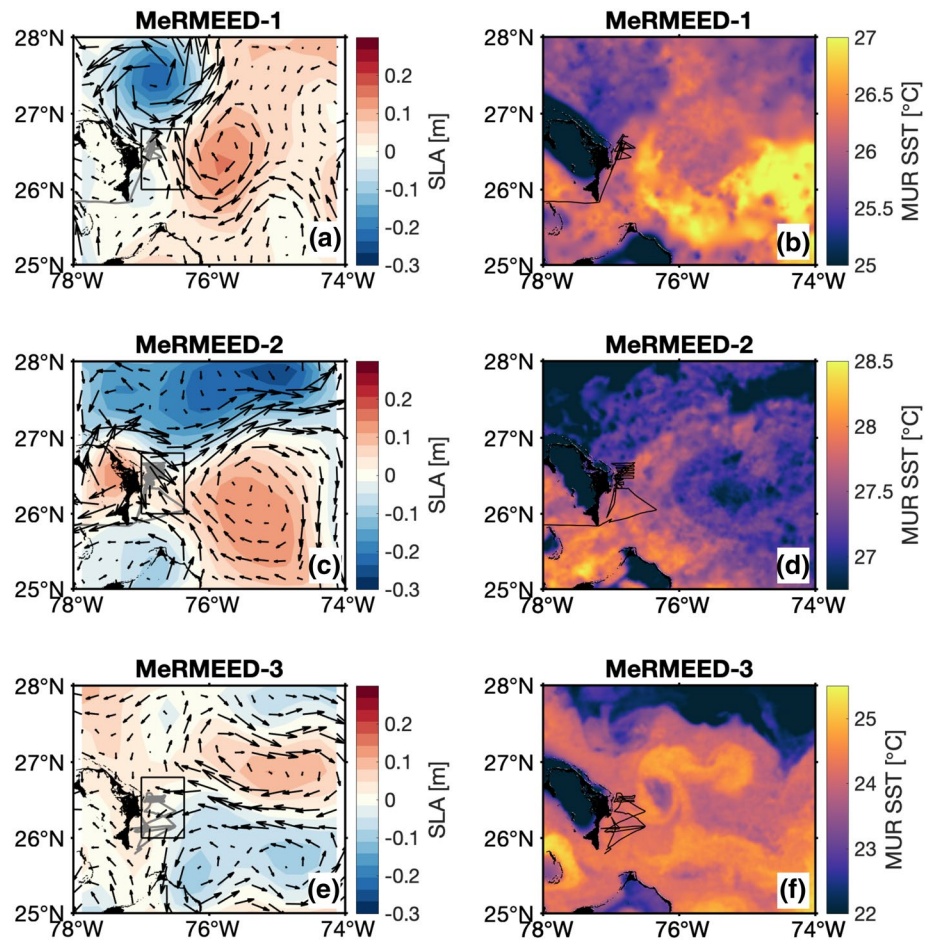 MeRMEED-1
28°N
27°N
26°N
25°N
78°W
76°W
74°W
(a)
0.2
0.1
0
-0.1
-0.2
-0.3
SLA [m]
MeRMEED-1
28°N
27°N
26°N
25°N
78°W
76°W
74°W
(b)
27
26.5
26
25.5
25
MUR SST [°C]
MeRMEED-2
28°N
27°N
26°N
25°N
78°W
76°W
74°W
(c)
0.2
0.1
0
-0.1
-0.2
-0.3
SLA [m]
MeRMEED-2
28°N
27°N
26°N
25°N
78°W
76°W
74°W
(d)
28.5
28
27.5
27
MUR SST [°C]
MeRMEED-3
28°N
27°N
26°N
25°N
78°W
76°W
74°W
(e)
0.2
0.1
0
-0.1
-0.2
-0.3
SLA [m]
MeRMEED-3
28°N
27°N
26°N
25°N
78°W
76°W
74°W
(f)
25
24
23
22
MUR SST [°C]